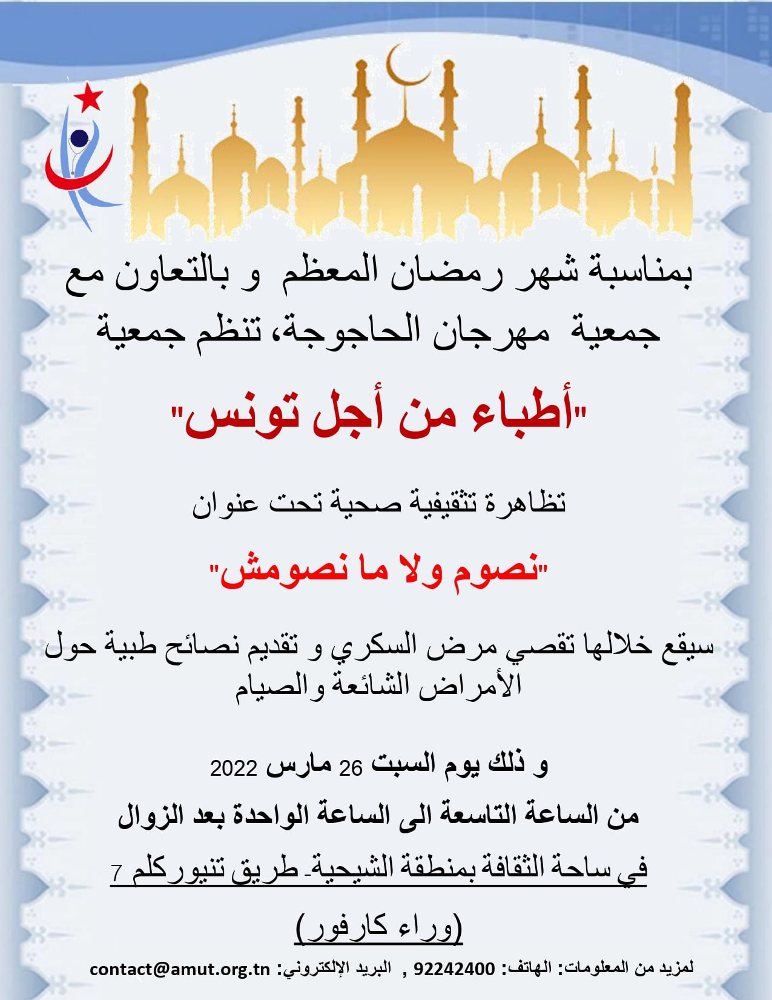 بمناسبة شهر رمضان المعظم و بالتعاون مع
جمعية مهرجان الحاجوجة، تنظم جمعية
"أطباء من أجل تونس"
تظاهرة تثقيفية صحية تحت عنوان
"نصوم ولا ما نصومش"
سيقع خلالها تقصي مرض السكري و تقديم نصائح طبية حول
الأمراض الشائعة والصيام
و ذلك يوم السبت 26 مارس 2022
من الساعة التاسعة الى الساعة الواحدة بعد الزوال
في ساحة الثقافة بمنطقة الشيحية- طريق تنيوركلم 7
(وراء كارفور)
لمزيد من المعلومات: الهاتف: 92242400 , البريد الإلكتروني: contact@amut.org.tn